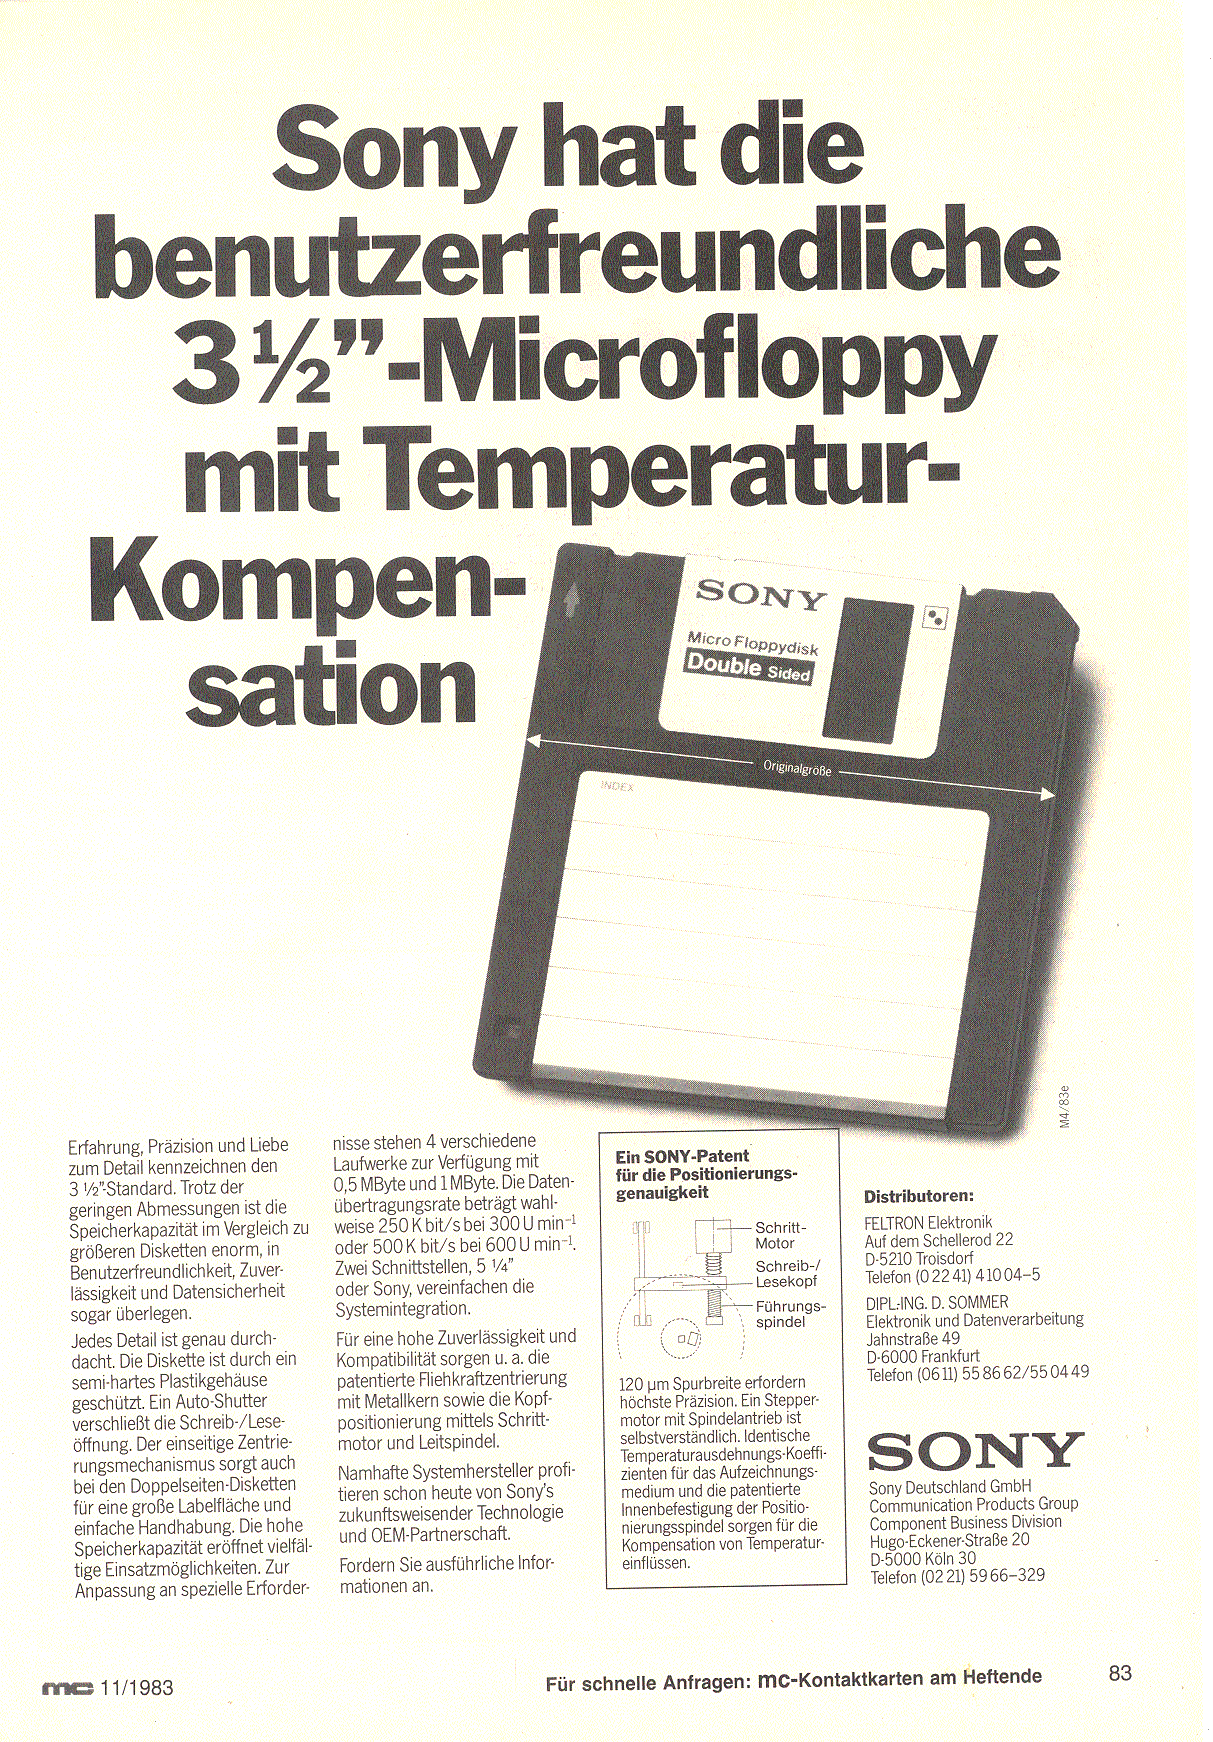 Sony hat die
benutzerfreundliche
3½”-Microfloppy
mit Temperatur-
Kompen-
sation
SONY
Micro Floppydisk
Double Sided
Originalgröße
INDEX
M4/83e
Erfahrung, Präzision und Liebe
zum Detail kennzeichnen den
3 ½”-Standard. Trotz der
geringen Abmessungen ist die
Speicherkapazität im Vergleich zu
größeren Disketten enorm, in
Benutzerfreundlichkeit, Zuver-
lässigkeit und Datensicherheit
sogar überlegen.
Jedes Detail ist genau durch-
dacht. Die Diskette ist durch ein
semi-hartes Plastikgehäuse
geschützt. Ein Auto-Shutter
verschließt die Schreib-/Lese-
öffnung. Der einseitige Zentrie-
rungsmechanismus sorgt auch
bei den Doppelseiten-Disketten
für eine große Labelfläche und
einfache Handhabung. Die hohe
Speicherkapazität eröffnet vielfäl-
tige Einsatzmöglichkeiten. Zur
Anpassung an spezielle Erforder-
nisse stehen 4 verschiedene
Laufwerke zur Verfügung mit
0,5 MByte und 1 MByte. Die Daten-
übertragungsrate beträgt wahl-
weise 250 K bit/s bei 300 U min⁻¹
oder 500 K bit/s bei 600 U min⁻¹.
Zwei Schnittstellen, 5 ¼”
oder Sony, vereinfachen die
Systemintegration.
Für eine hohe Zuverlässigkeit und
Kompatibilität sorgen u. a. die
patentierte Fliehkraftzentrierung
mit Metallkern sowie die Kopf-
positionierung mittels Schritt-
motor und Leitspindel.
Namhafte Systemhersteller profi-
tieren schon heute von Sony's
zukunftsweisender Technologie
und OEM-Partnerschaft.
Fordern Sie ausführliche Infor-
mationen an.
Ein SONY-Patent
für die Positionierungs-
genauigkeit
Schritt-
Motor
Schreib-/
Lesekopf
Führungs-
spindel
120 µm Spurbreite erfordern
höchste Präzision. Ein Stepper-
motor mit Spindelantrieb ist
selbstverständlich. Identische
Temperaturausdehnungs-Koeffi-
zienten für das Aufzeichnungs-
medium und die patentierte
Innenbefestigung der Positio-
nierungsspindel sorgen für die
Kompensation von Temperatur-
einflüssen.
Distributoren:
FELTRON Elektronik
Auf dem Schellerod 22
D-5210 Troisdorf
Telefon (0 22 41) 4 10 04–5
DIPL.-ING. D. SOMMER
Elektronik und Datenverarbeitung
Jahnstraße 49
D-6000 Frankfurt
Telefon (06 11) 55 86 62/55 04 49
SONY
Sony Deutschland GmbH
Communication Products Group
Component Business Division
Hugo-Eckener-Straße 20
D-5000 Köln 30
Telefon (02 21) 59 66–329
mc 11/1983
Für schnelle Anfragen: mc-Kontaktkarten am Heftende
83